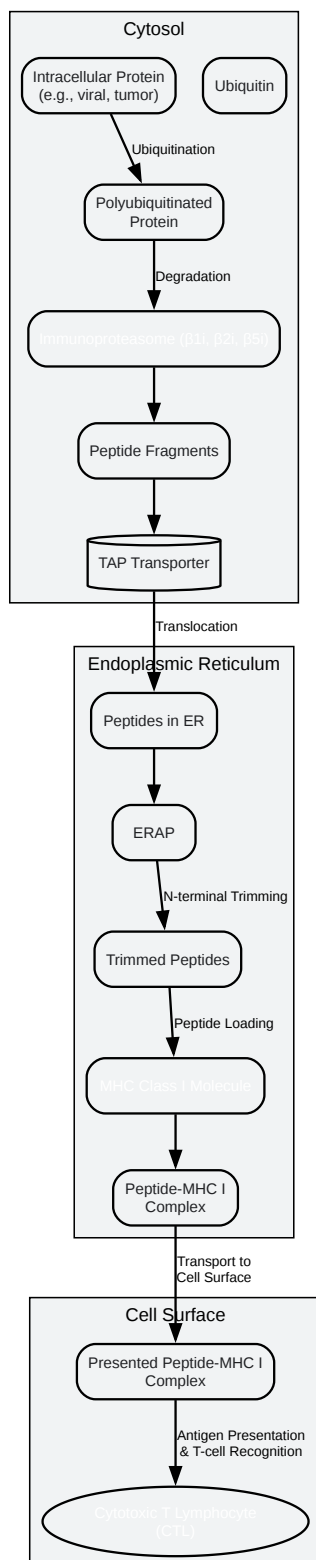 Cytosol
Intracellular Protein
(e.g., viral, tumor)
Ubiquitin
Ubiquitination
Polyubiquitinated
Protein
Degradation
Immunoproteasome (β1i, β2i, β5i)
Peptide Fragments
TAP Transporter
Translocation
Endoplasmic Reticulum
Peptides in ER
ERAP
N-terminal Trimming
Trimmed Peptides
Peptide Loading
MHC Class I Molecule
Peptide-MHC I
Complex
Transport to
Cell Surface
Cell Surface
Presented Peptide-MHC I
Complex
Antigen Presentation
& T-cell Recognition
Cytotoxic T Lymphocyte
(CTL)